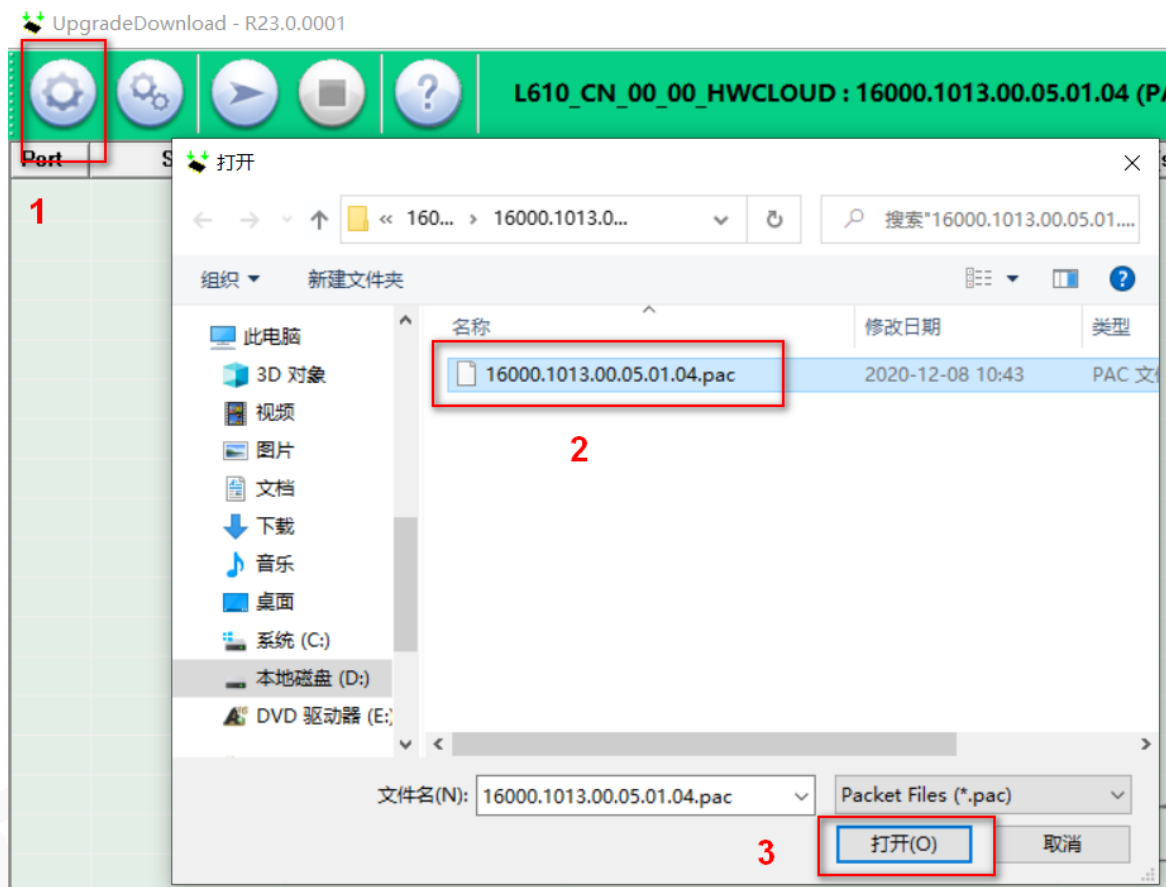 UpgradeDownload - R23.0.0001
L610_CN_00_00_HWCLOUD : 16000.1013.00.05.01.04 (PA
Port S
1
打开
« 160... › 16000.1013.0...
搜索"16000.1013.00.05.01....
组织 新建文件夹
名称 修改日期 类型
此电脑
3D 对象
视频
图片
文档
下载
音乐
桌面
系统 (C:)
本地磁盘 (D:)
DVD 驱动器 (E:)
16000.1013.00.05.01.04.pac 2020-12-08 10:43 PAC 文件
2
文件名(N): 16000.1013.00.05.01.04.pac Packet Files (*.pac)
3
打开(O) 取消